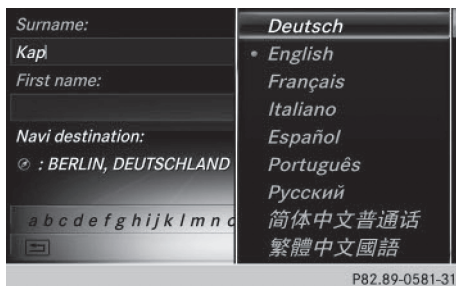 Surname:
Kap
First name:
Navi destination:
: BERLIN, DEUTSCHLAND
a b c d e f g h i j k l m n o
Deutsch
English
Français
Italiano
Español
Português
Русский
简体中文普通话
繁體中文國語
P82.89-0581-31